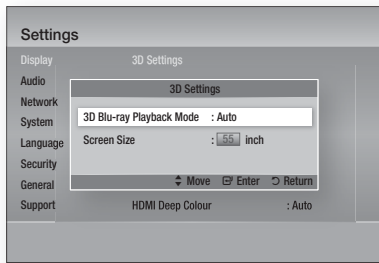 Settings
Display 3D Settings
Audio
3D Settings
Network
3D Blu-ray Playback Mode : Auto
System
Language
Screen Size : 55 inch
Security
General
Move Enter Return
Support HDMI Deep Colour : Auto